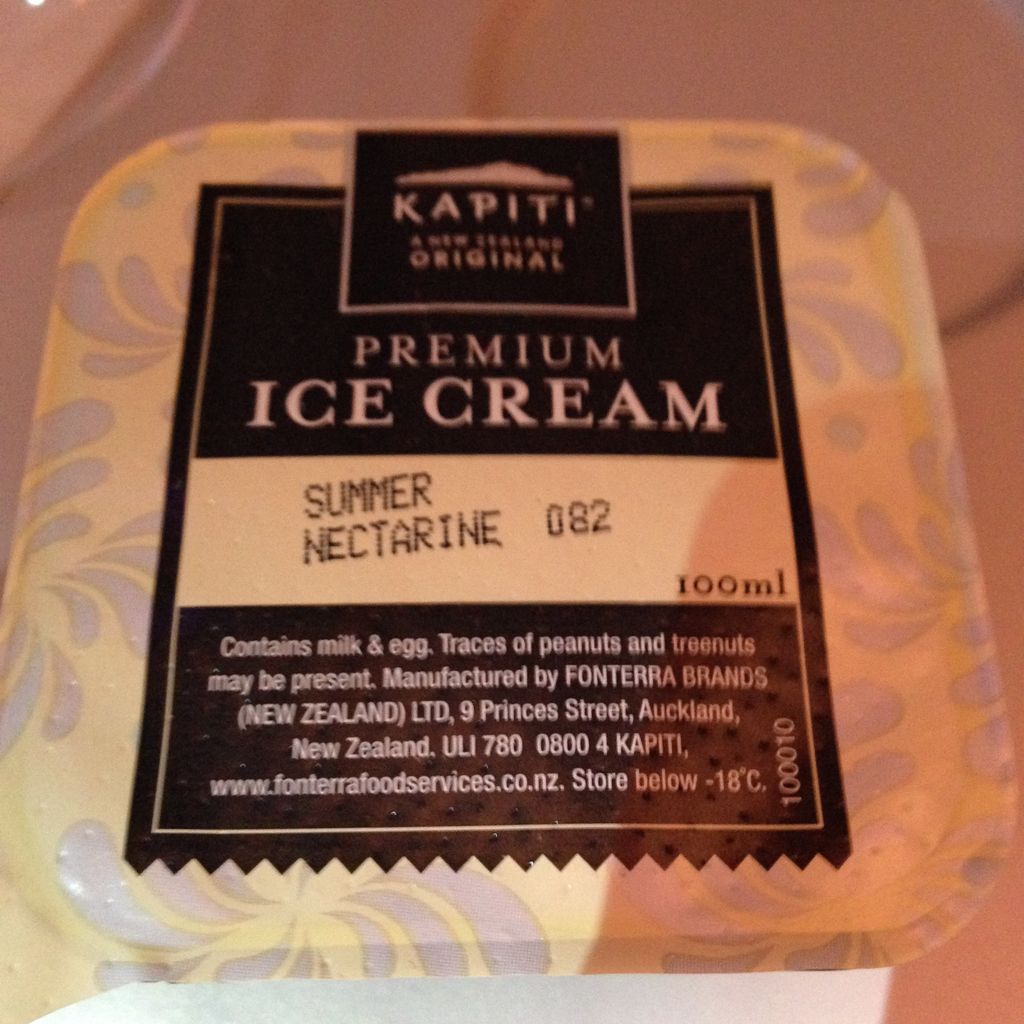 KAPITI™
A NEW ZEALAND
ORIGINAL
PREMIUM
ICE CREAM
SUMMER
NECTARINE 082
100ml
Contains milk & egg. Traces of peanuts and treenuts
may be present. Manufactured by FONTERRA BRANDS
(NEW ZEALAND) LTD, 9 Princes Street, Auckland,
New Zealand. ULI 780 0800 4 KAPITI,
www.fonterrafoodservices.co.nz. Store below -18°C.
100010